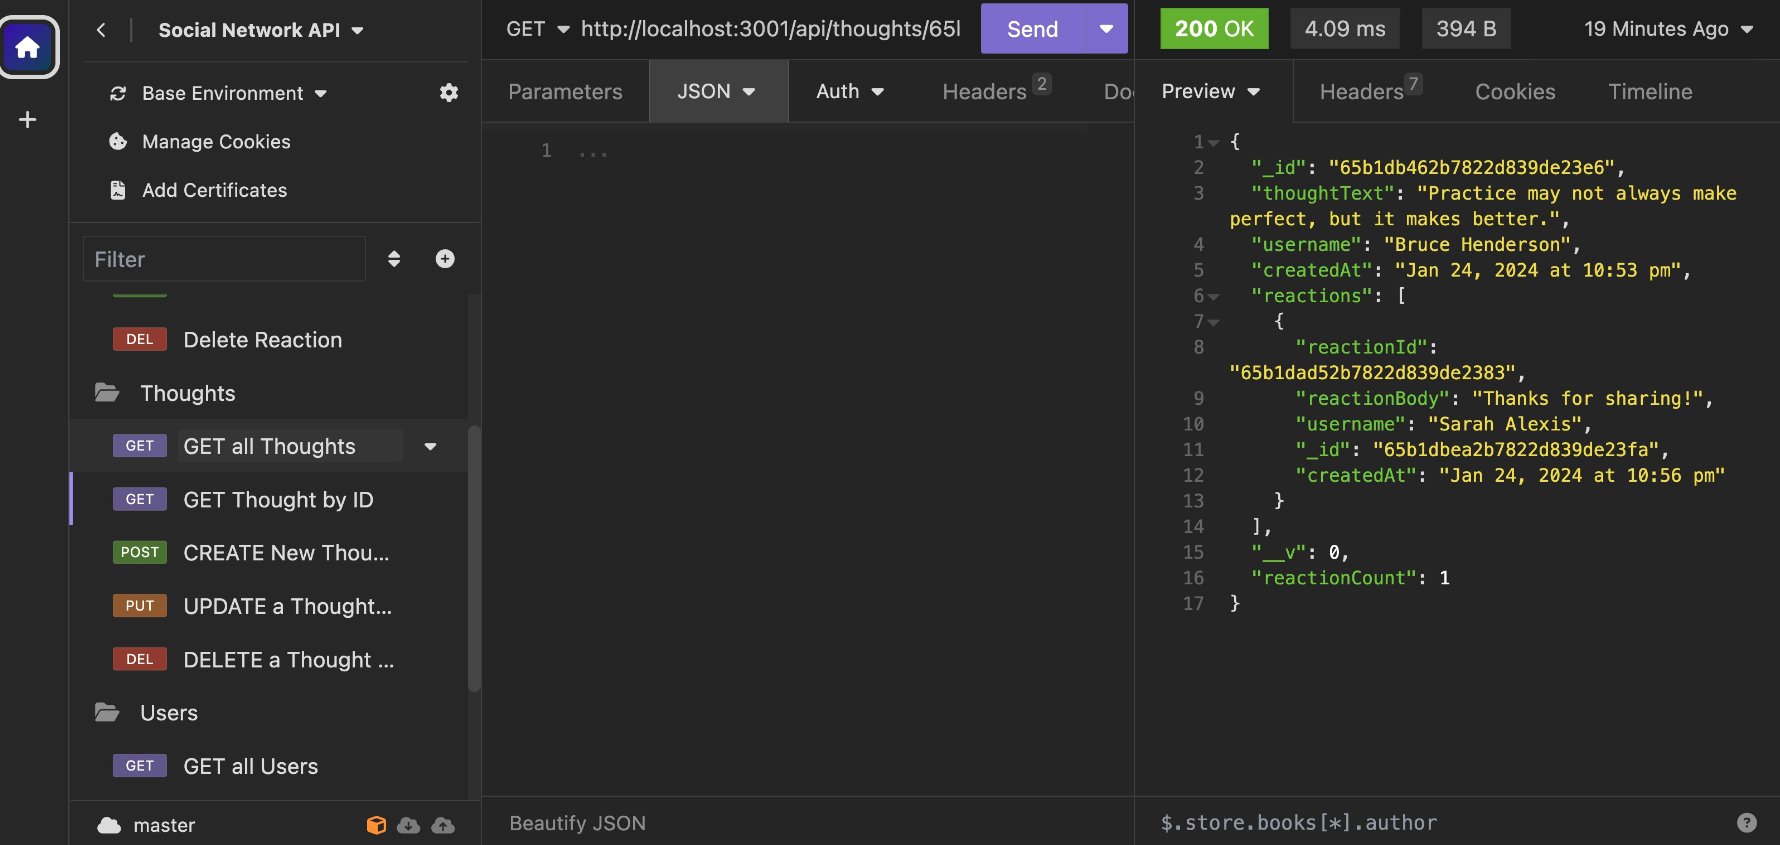 Social Network API
Base Environment
Manage Cookies
Add Certificates
Filter
DEL Delete Reaction
Thoughts
GET GET all Thoughts
GET GET Thought by ID
POST CREATE New Thou...
PUT UPDATE a Thought...
DEL DELETE a Thought ...
Users
GET GET all Users
master
GET http://localhost:3001/api/thoughts/65l Send
Parameters JSON Auth Headers 2 Do
1 ...
Beautify JSON
200 OK 4.09 ms 394 B 19 Minutes Ago
Preview Headers 7 Cookies Timeline
1 {
2 "_id": "65b1db462b7822d839de23e6",
3 "thoughtText": "Practice may not always make
perfect, but it makes better.",
4 "username": "Bruce Henderson",
5 "createdAt": "Jan 24, 2024 at 10:53 pm",
6 "reactions": [
7 {
8 "reactionId":
"65b1dad52b7822d839de2383",
9 "reactionBody": "Thanks for sharing!",
10 "username": "Sarah Alexis",
11 "_id": "65b1dbea2b7822d839de23fa",
12 "createdAt": "Jan 24, 2024 at 10:56 pm"
13 }
14 ],
15 "__v": 0,
16 "reactionCount": 1
17 }
$.store.books[*].author